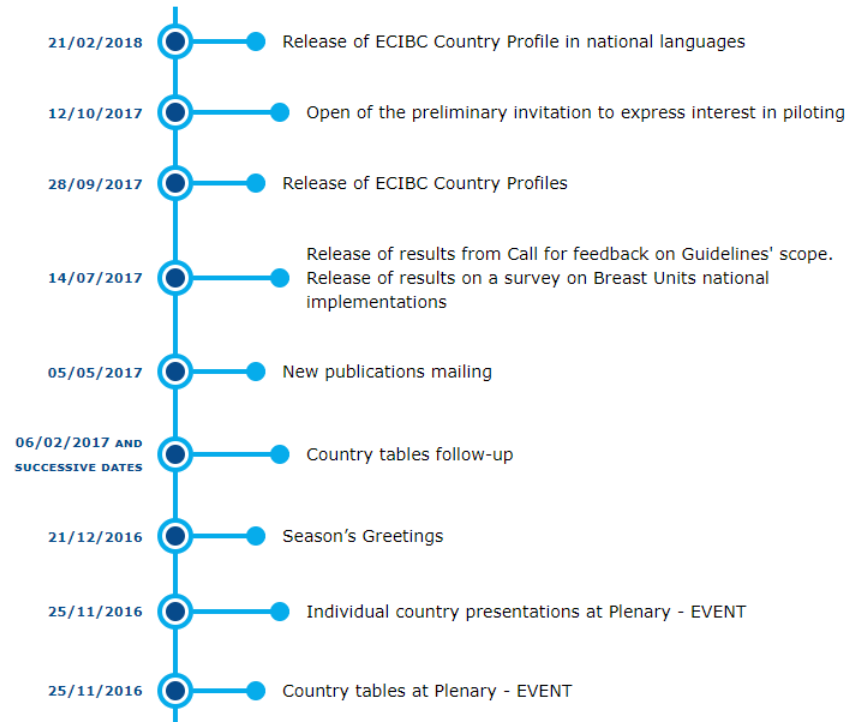 21/02/2018 Release of ECIBC Country Profile in national languages
12/10/2017 Open of the preliminary invitation to express interest in piloting
28/09/2017 Release of ECIBC Country Profiles
Release of results from Call for feedback on Guidelines' scope.
14/07/2017 Release of results on a survey on Breast Units national
implementations
05/05/2017 New publications mailing
06/02/2017 AND
SUCCESSIVE DATES
Country tables follow-up
21/12/2016 Season’s Greetings
25/11/2016 Individual country presentations at Plenary - EVENT
25/11/2016 Country tables at Plenary - EVENT